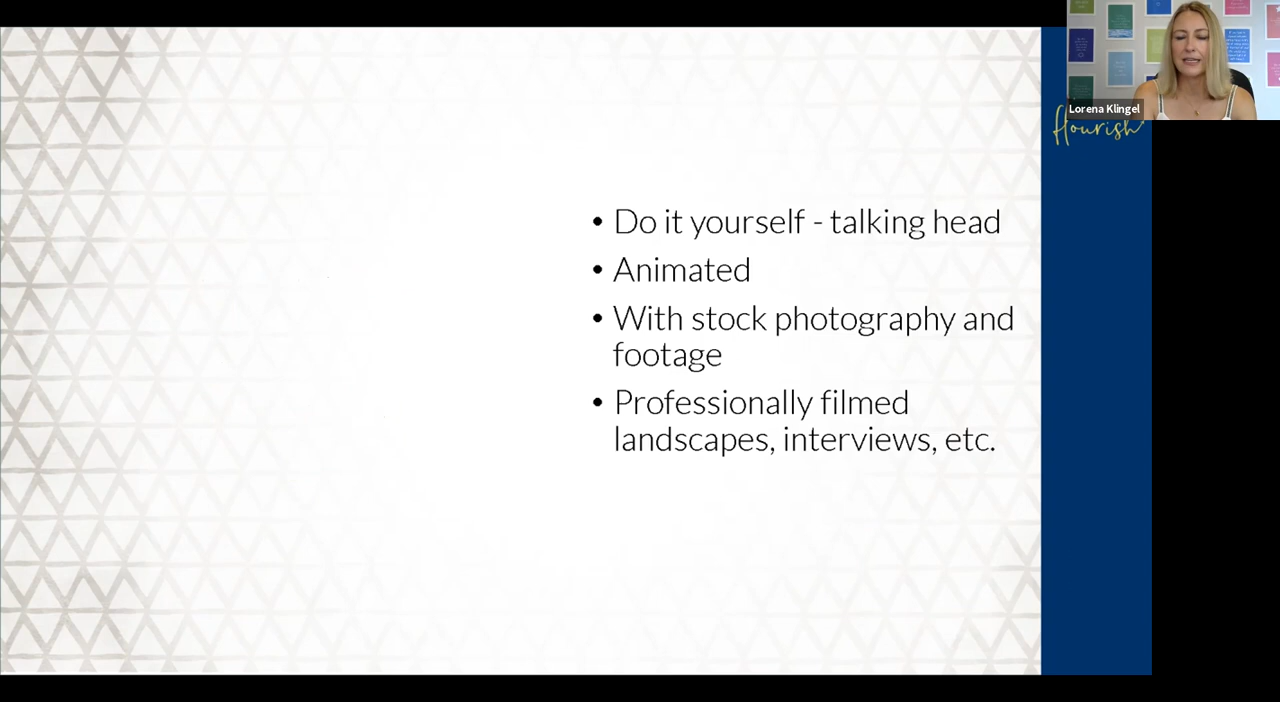 Lorena Klingel
flourish
• Do it yourself - talking head
• Animated
• With stock photography and
footage
• Professionally filmed
landscapes, interviews, etc.